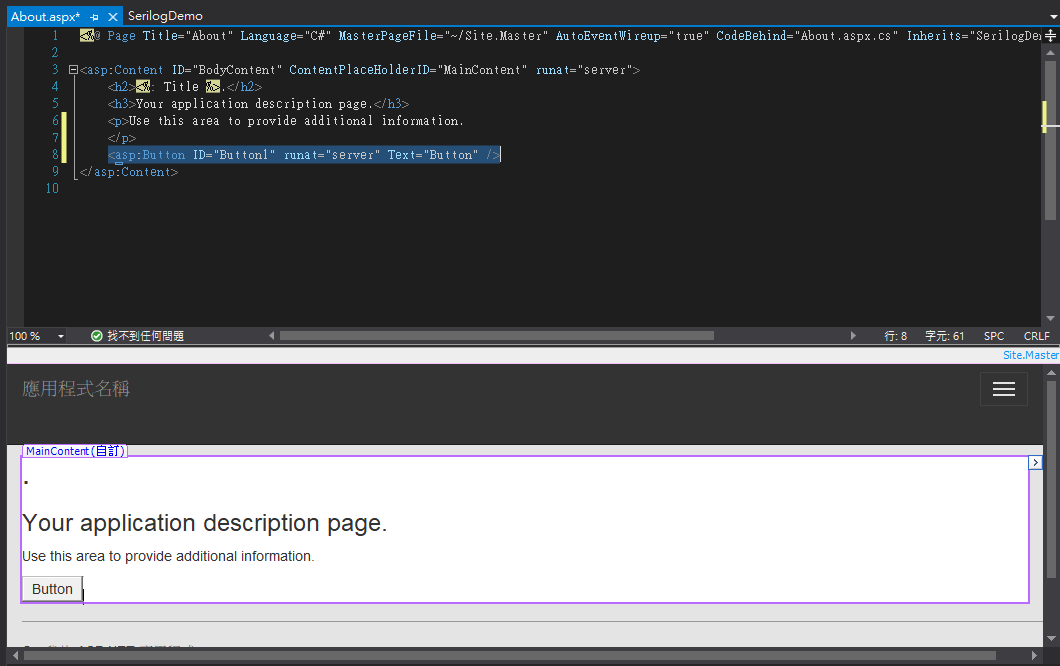 About.aspx* SerilogDemo
1 <%@ Page Title="About" Language="C#" MasterPageFile="~/Site.Master" AutoEventWireup="true" CodeBehind="About.aspx.cs" Inherits="SerilogDem
2
3 <asp:Content ID="BodyContent" ContentPlaceHolderID="MainContent" runat="server">
4 <h2><%: Title %>.</h2>
5 <h3>Your application description page.</h3>
6 <p>Use this area to provide additional information.
7 </p>
8 <asp:Button ID="Button1" runat="server" Text="Button" />
9 </asp:Content>
10
100 % 找不到任何問題 行: 8 字元: 61 SPC CRLF
Site.Master
應用程式名稱
MainContent (自訂)
.
Your application description page.
Use this area to provide additional information.
Button